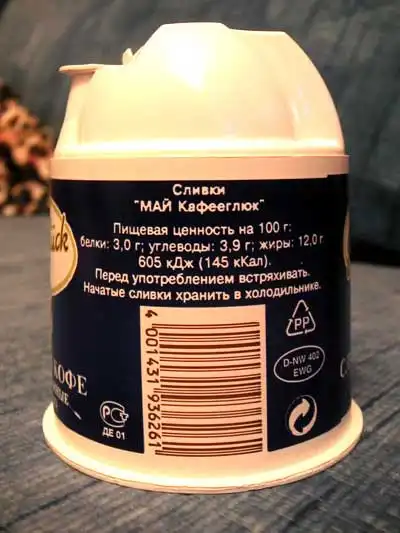 Сливки
"МАЙ Кафееглюк"
Пищевая ценность на 100 г:
белки: 3,0 г; углеводы: 3,9 г; жиры: 12,0 г
605 кДж (145 кКал).
Перед употреблением встряхивать.
Начатые сливки хранить в холодильнике.
4 001431 936261
PP
D-NW 402
EWG
РС
ДЕ 01